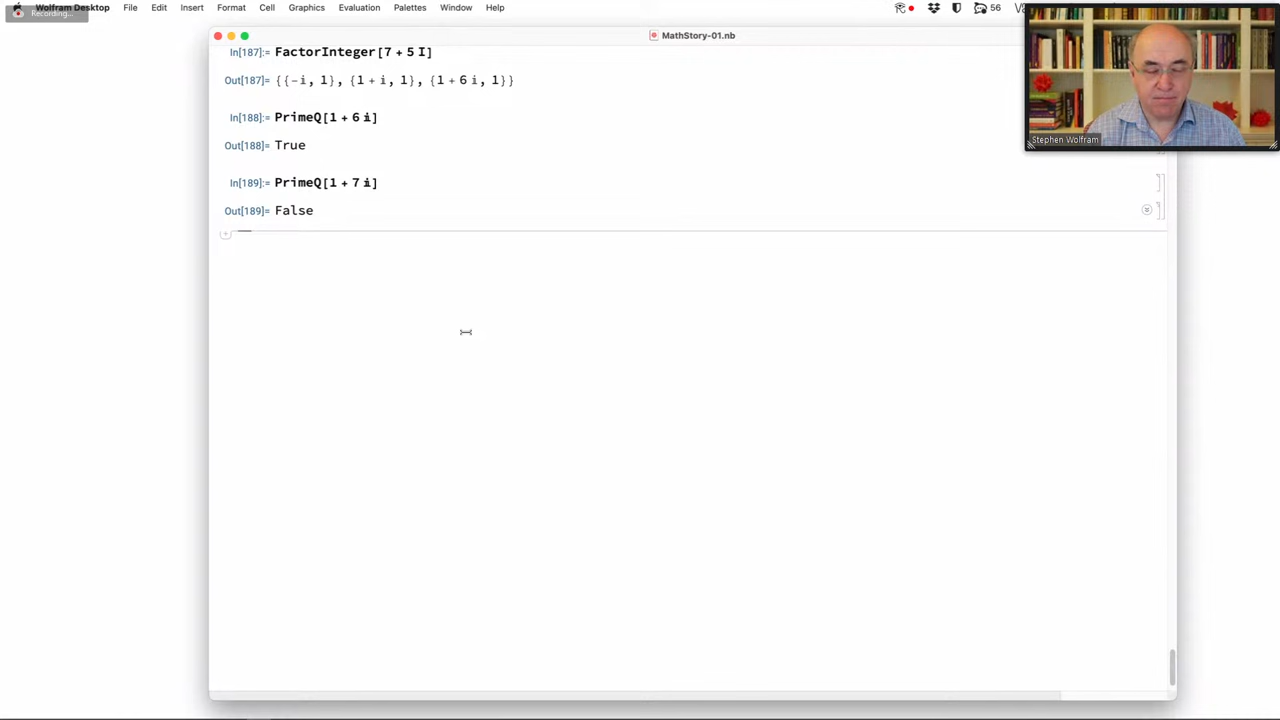 Wolfram Desktop File Edit Insert Format Graphics Evaluation Palettes Window Help 56
Recording...
MathStory-01.nb
In[187]:= FactorInteger[7 + 5 I]
Out[187]= {{-i, 1}, {1 + i, 1}, {1 + 6 i, 1}}
In[188]:= PrimeQ[1 + 6 i]
Out[188]= True
In[189]:= PrimeQ[1 + 7 i]
Out[189]= False
Stephen Wolfram